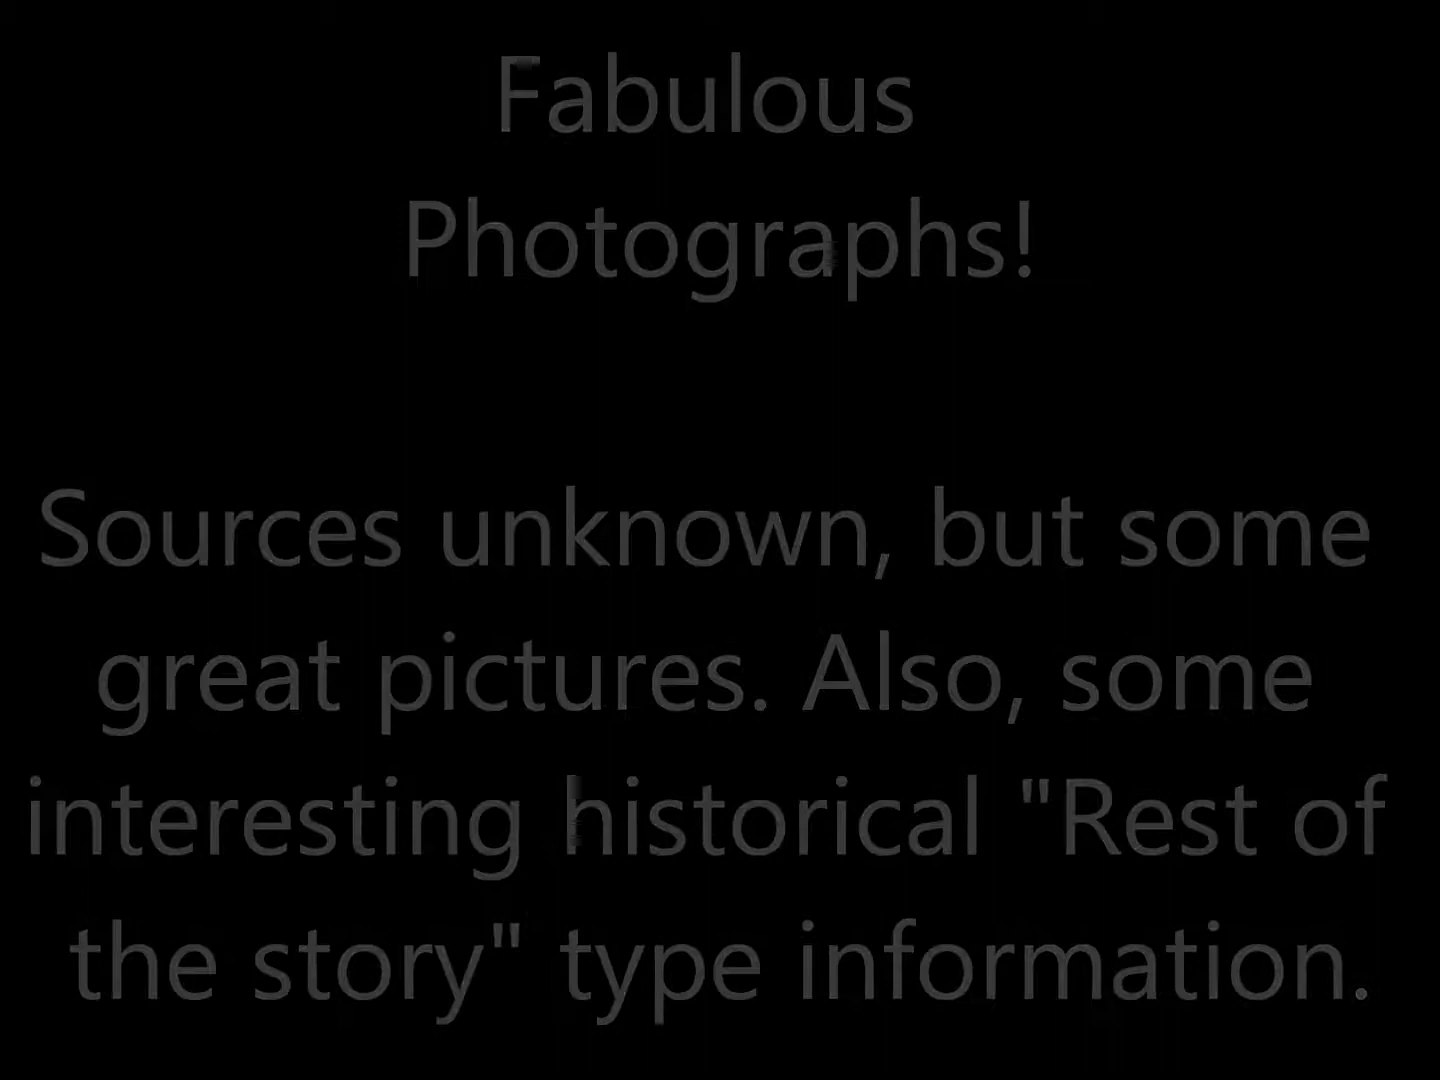 Fabulous
Photographs!
Sources unknown, but some
great pictures. Also, some
interesting historical "Rest of
the story" type information.